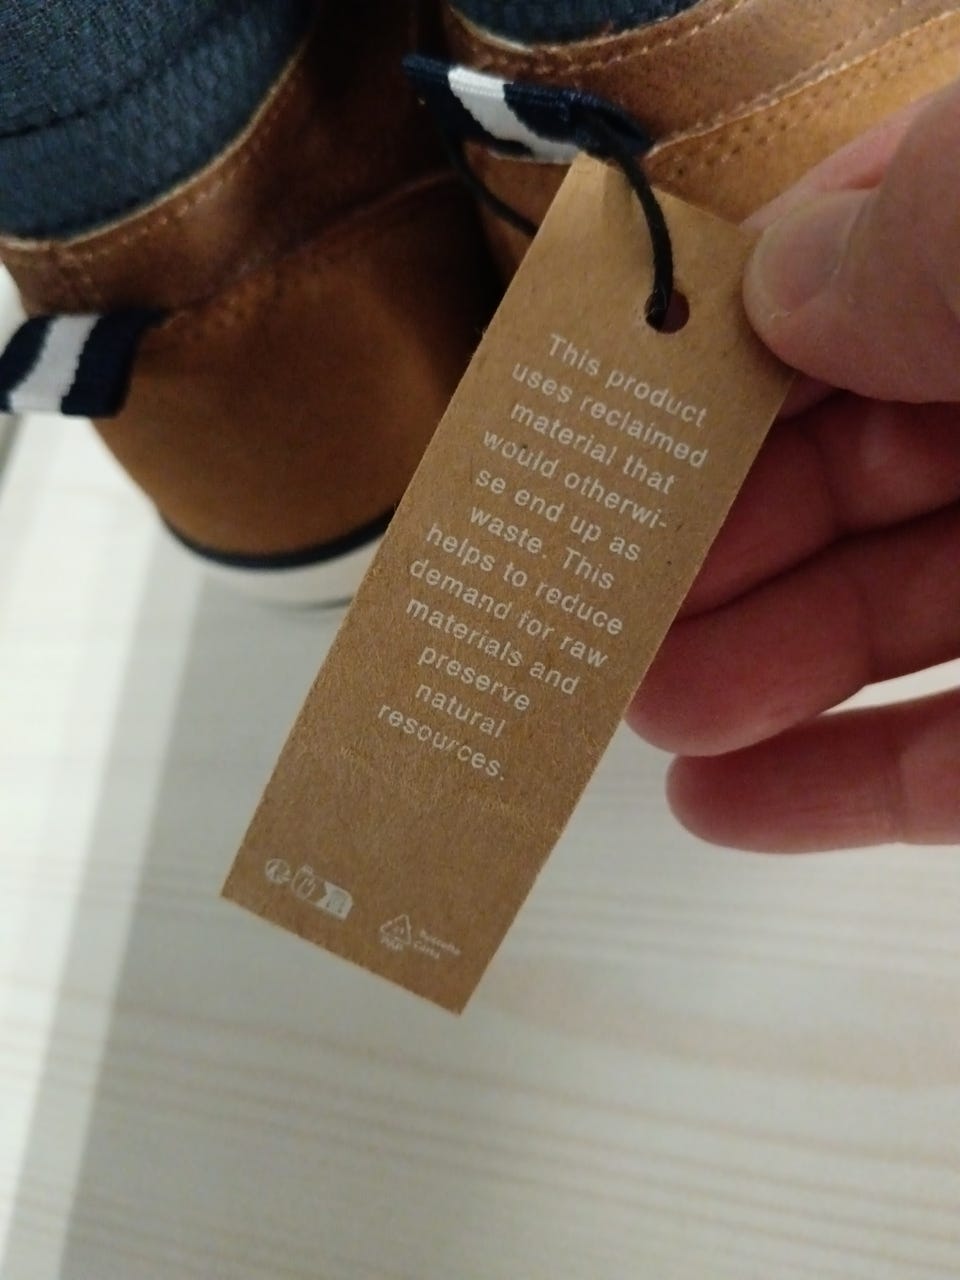 This product
uses reclaimed
material that
would otherwi-
se end up as
waste. This
helps to reduce
demand for raw
materials and
preserve
natural
resources.